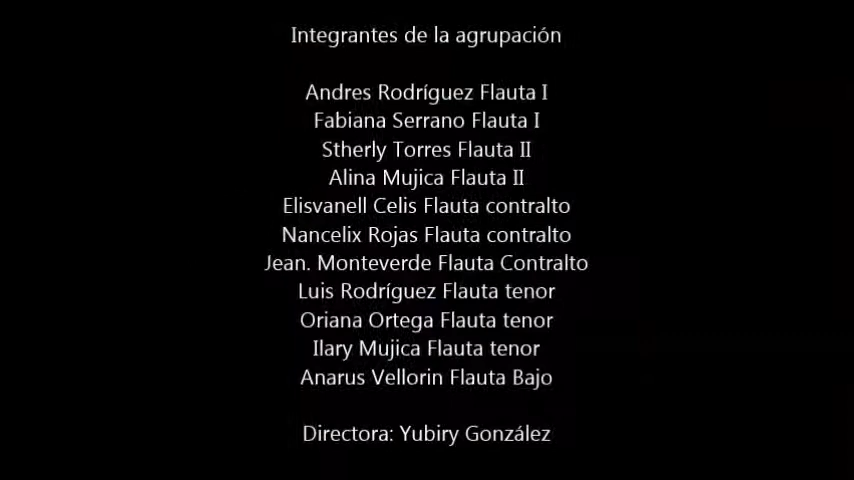 Integrantes de la agrupación
Andres Rodríguez Flauta I
Fabiana Serrano Flauta I
Stherly Torres Flauta II
Alina Mujica Flauta II
Elisvanell Celis Flauta contralto
Nancelix Rojas Flauta contralto
Jean. Monteverde Flauta Contralto
Luis Rodríguez Flauta tenor
Oriana Ortega Flauta tenor
Ilary Mujica Flauta tenor
Anarus Vellorin Flauta Bajo
Directora: Yubiry González